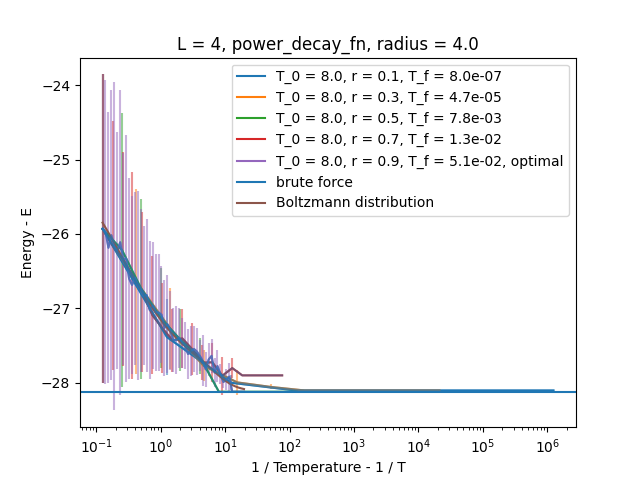 L = 4, power_decay_fn, radius = 4.0
T_0 = 8.0, r = 0.1, T_f = 8.0e-07
T_0 = 8.0, r = 0.3, T_f = 4.7e-05
T_0 = 8.0, r = 0.5, T_f = 7.8e-03
T_0 = 8.0, r = 0.7, T_f = 1.3e-02
T_0 = 8.0, r = 0.9, T_f = 5.1e-02, optimal
brute force
Boltzmann distribution
Energy - E
−24
−25
−26
−27
−28
10⁻¹ 10⁰ 10¹ 10² 10³ 10⁴ 10⁵ 10⁶
1 / Temperature - 1 / T